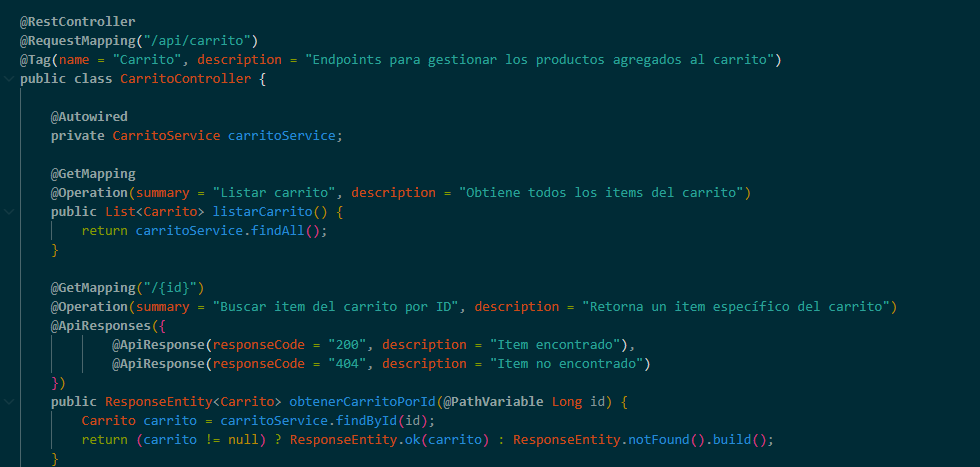 @RestController
@RequestMapping("/api/carrito")
@Tag(name = "Carrito", description = "Endpoints para gestionar los productos agregados al carrito")
public class CarritoController {
@Autowired
private CarritoService carritoService;
@GetMapping
@Operation(summary = "Listar carrito", description = "Obtiene todos los items del carrito")
public List<Carrito> listarCarrito() {
return carritoService.findAll();
}
@GetMapping("/{id}")
@Operation(summary = "Buscar item del carrito por ID", description = "Retorna un item específico del carrito")
@ApiResponses({
@ApiResponse(responseCode = "200", description = "Item encontrado"),
@ApiResponse(responseCode = "404", description = "Item no encontrado")
})
public ResponseEntity<Carrito> obtenerCarritoPorId(@PathVariable Long id) {
Carrito carrito = carritoService.findById(id);
return (carrito != null) ? ResponseEntity.ok(carrito) : ResponseEntity.notFound().build();
}